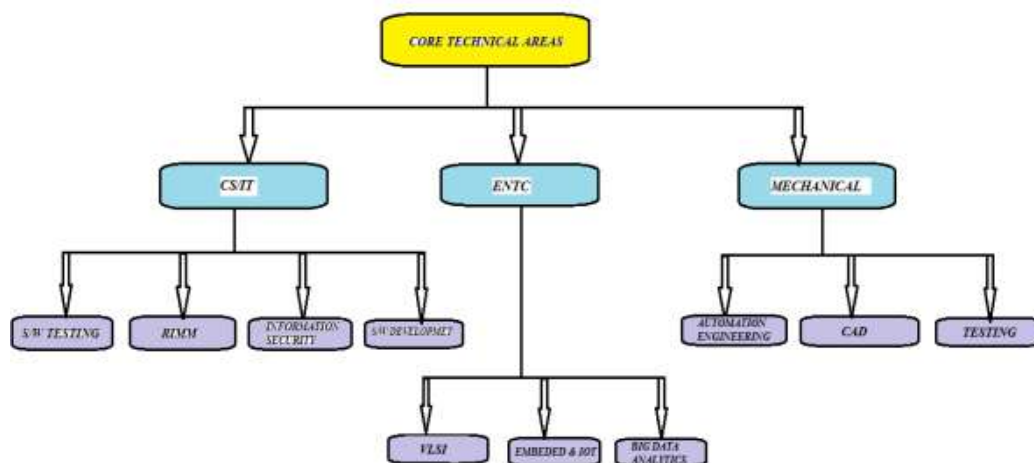 CORE TECHNICAL AREAS
CS/IT
ENTC
MECHANICAL
S/W TESTING
RIMM
INFORMATION
SECURITY
S/W DEVELOPMET
AUTOMATION
ENGINEERING
CAD
TESTING
VLSI
EMBEDED & IOT
BIG DATA
ANALYTICS